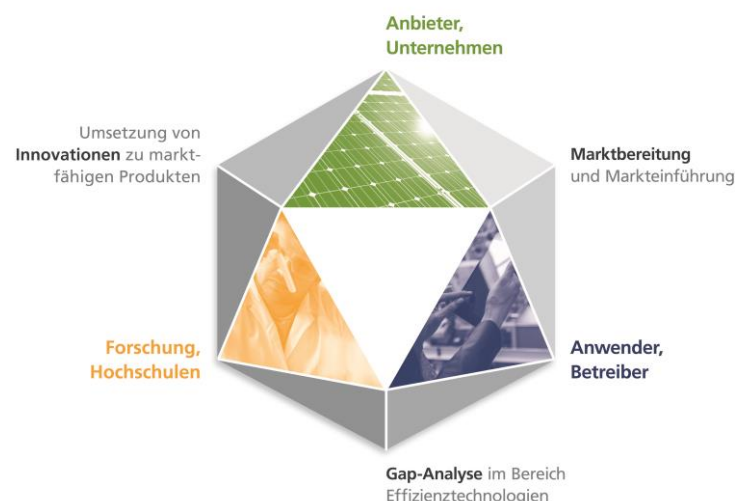 Anbieter,
Unternehmen
Umsetzung von
Innovationen zu markt-
fähigen Produkten
Marktbereitung
und Markteinführung
Forschung,
Hochschulen
Anwender,
Betreiber
Gap-Analyse im Bereich
Effizienztechnologien